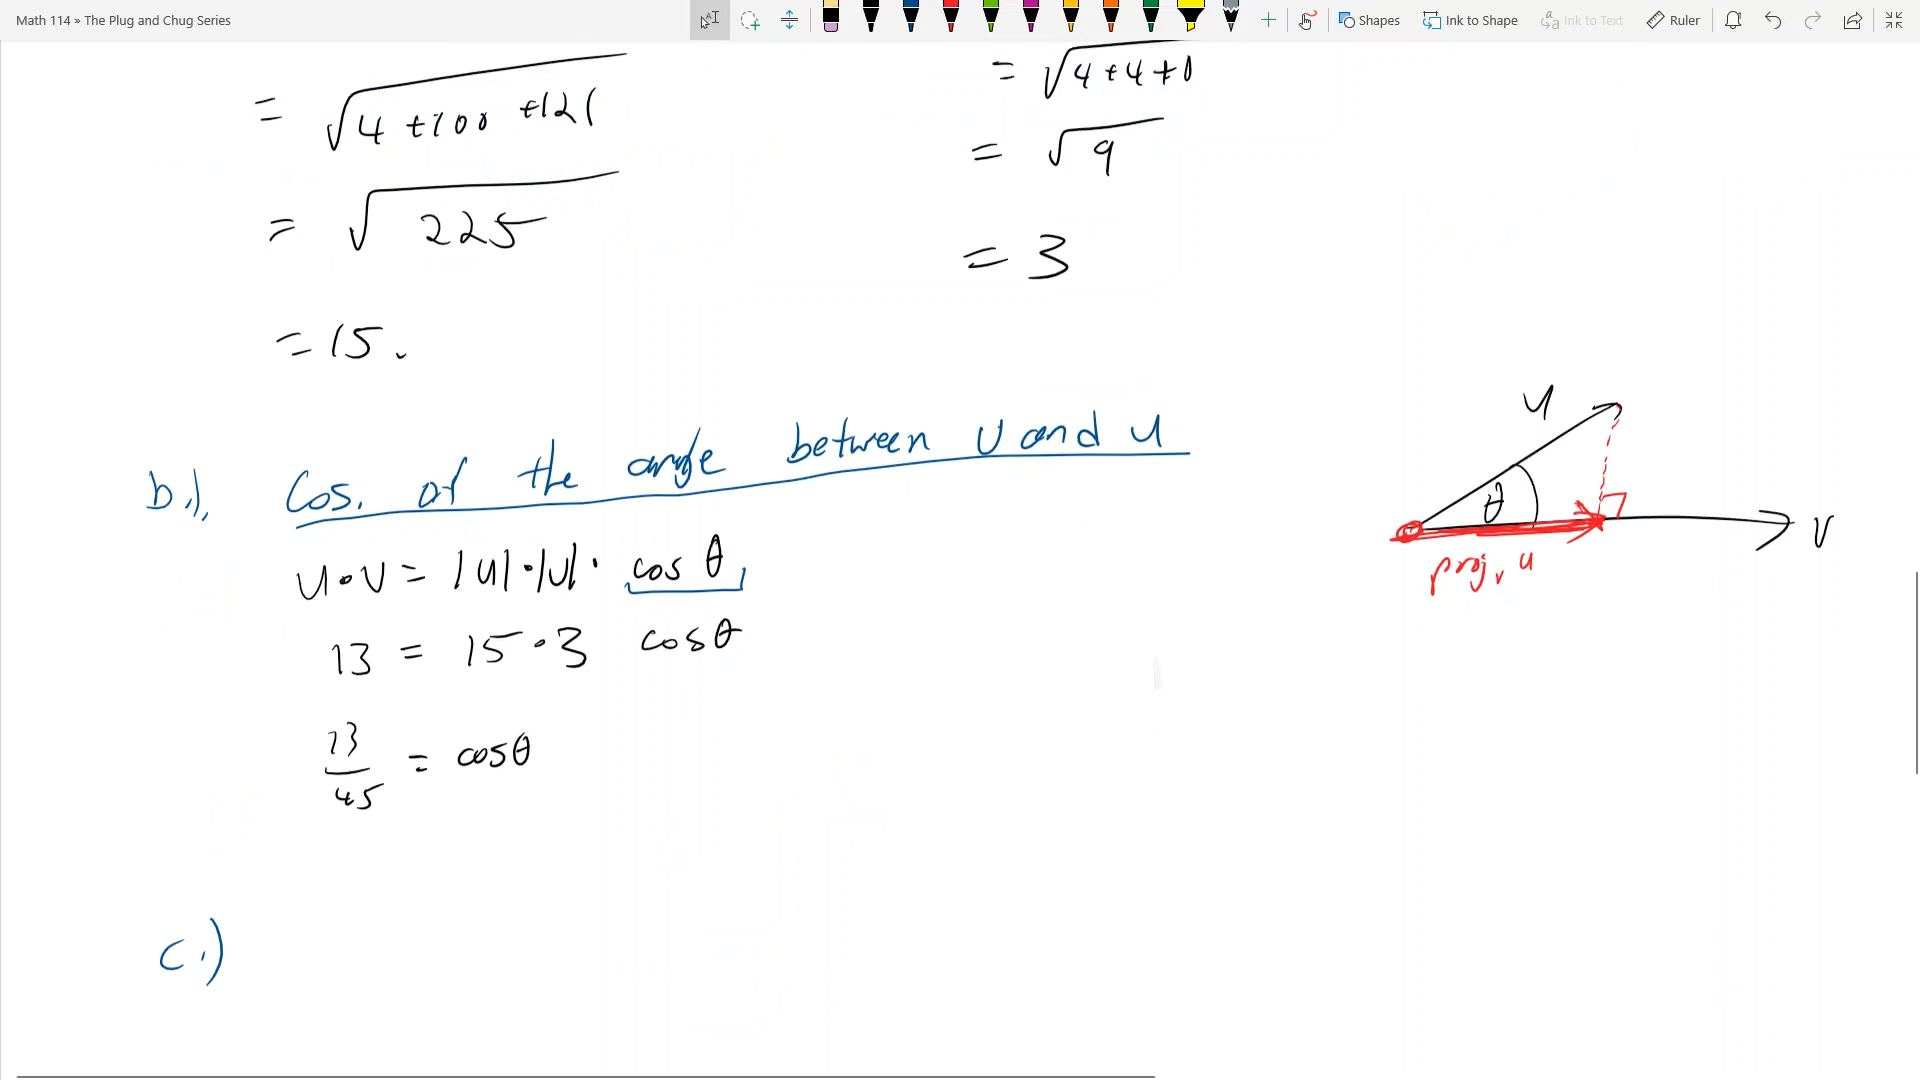 Math 114 » The Plug and Chug Series
Shapes
Ink to Shape
Ink to Text
Ruler
= √4 +100 +121
= √4 + 4 + 1
= √225
= √9
= 15.
= 3
b.). Cos. of the angle between v and u
u • v = |u| • |v| • cos θ
13 = 15 • 3 cos θ
13/45 = cos θ
c.)
u
θ
v
proj_v u